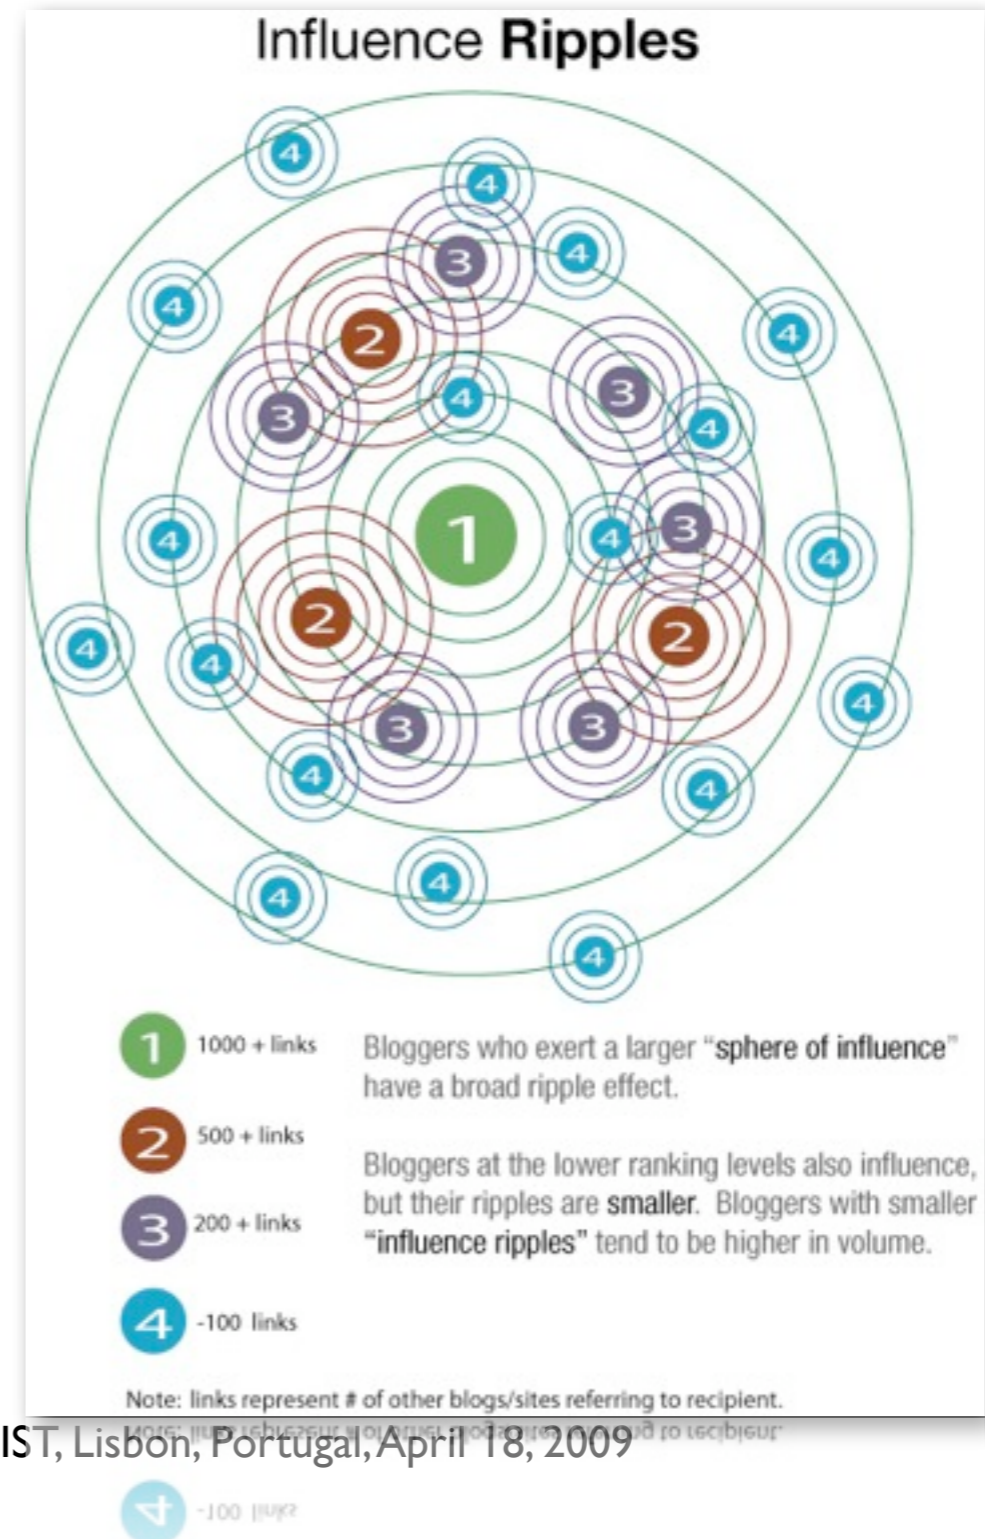 Influence Ripples
4
4
3 4
4
2 4
4 3
3 4
4 1 4 3 4
2 2
4 4
3 3 4
4 4
4 4
4
1 1000 + links
2 500 + links
3 200 + links
4 -100 links
Bloggers who exert a larger “sphere of influence”
have a broad ripple effect.
Bloggers at the lower ranking levels also influence,
but their ripples are smaller. Bloggers with smaller
“influence ripples” tend to be higher in volume.
Note: links represent # of other blogs/sites referring to recipient.
IST, Lisbon, Portugal, April 18, 2009